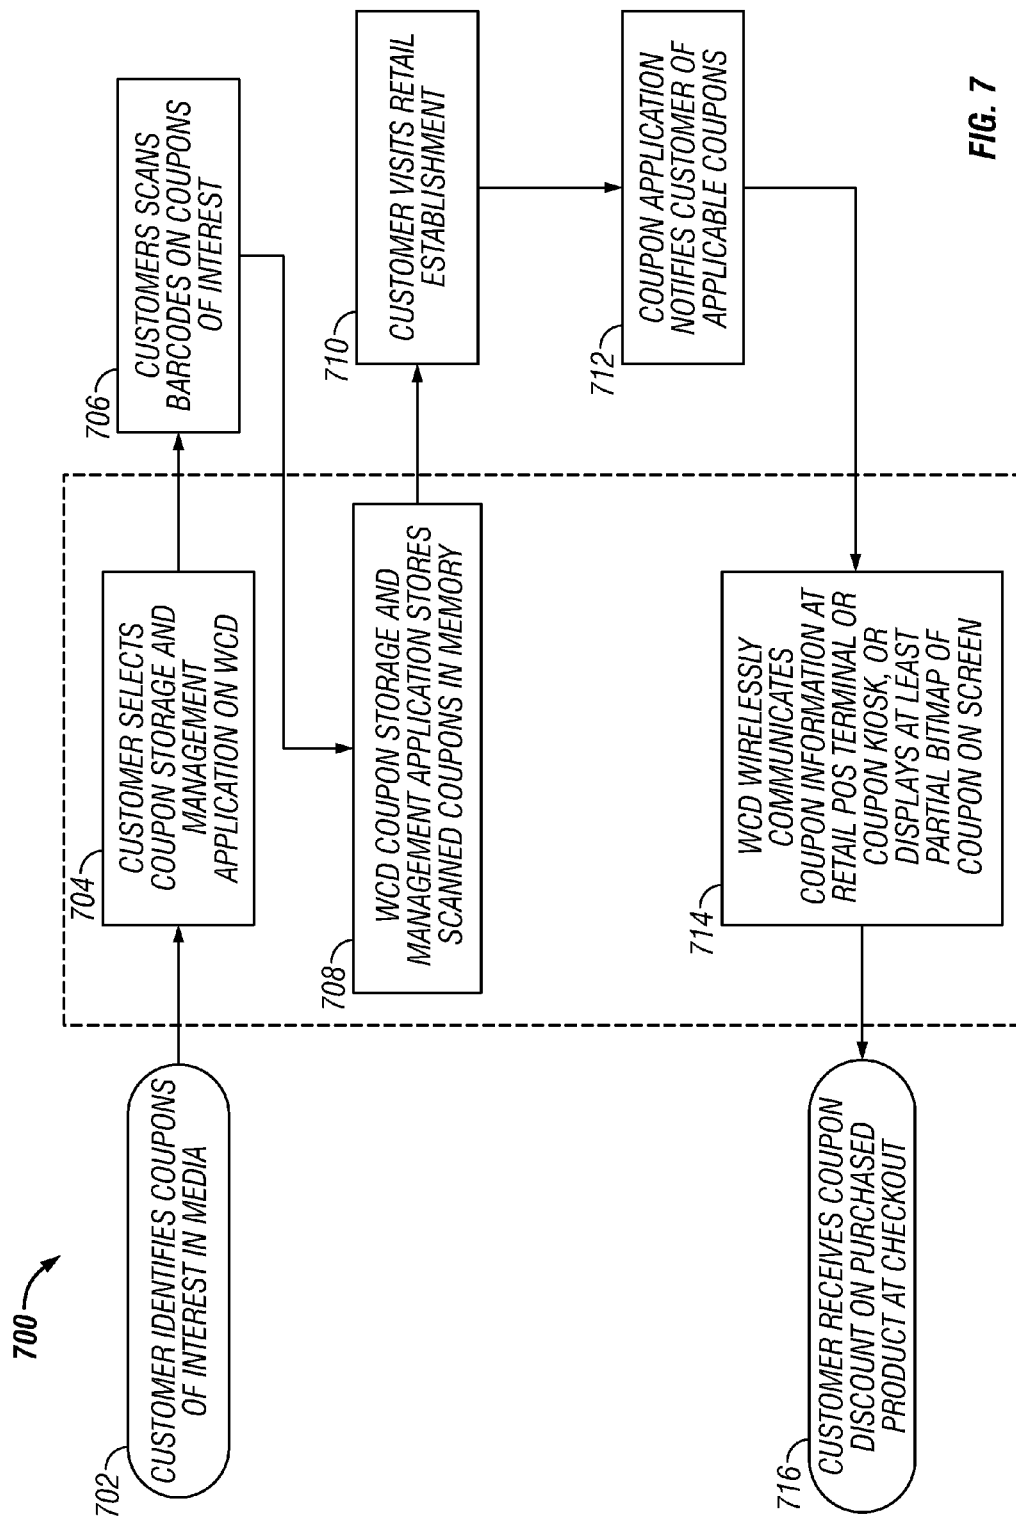 700
702
CUSTOMER IDENTIFIES COUPONS
OF INTEREST IN MEDIA
704
CUSTOMER SELECTS
COUPON STORAGE AND
MANAGEMENT
APPLICATION ON WCD
706
CUSTOMERS SCANS
BARCODES ON COUPONS
OF INTEREST
708
WCD COUPON STORAGE AND
MANAGEMENT APPLICATION STORES
SCANNED COUPONS IN MEMORY
710
CUSTOMER VISITS RETAIL
ESTABLISHMENT
712
COUPON APPLICATION
NOTIFIES CUSTOMER OF
APPLICABLE COUPONS
714
WCD WIRELESSLY
COMMUNICATES
COUPON INFORMATION AT
RETAIL POS TERMINAL OR
COUPON KIOSK, OR
DISPLAYS AT LEAST
PARTIAL BITMAP OF
COUPON ON SCREEN
716
CUSTOMER RECEIVES COUPON
DISCOUNT ON PURCHASED
PRODUCT AT CHECKOUT
FIG. 7